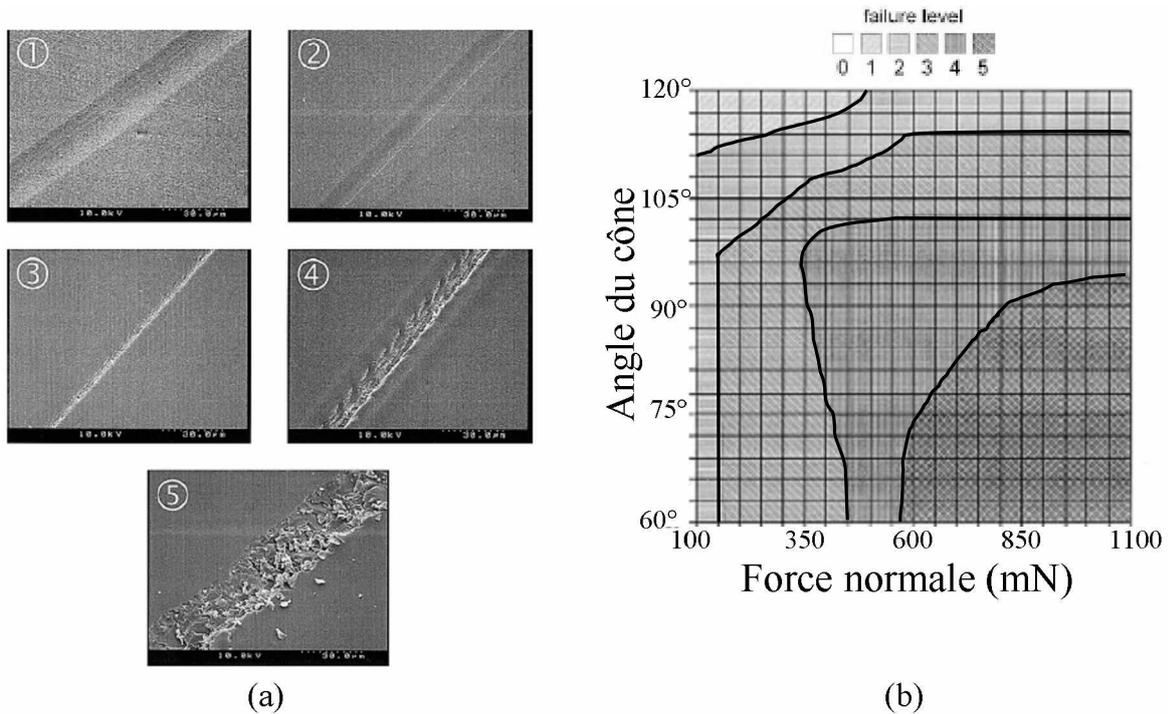 ①
10.0kV 30.0µm
②
10.0kV 30.0µm
③
10.0kV 30.0µm
④
10.0kV 30.0µm
⑤
10.0kV 30.0µm
(a)
failure level
0 1 2 3 4 5
Angle du cône
120°
105°
90°
75°
60°
100 350 600 850 1100
Force normale (mN)
(b)